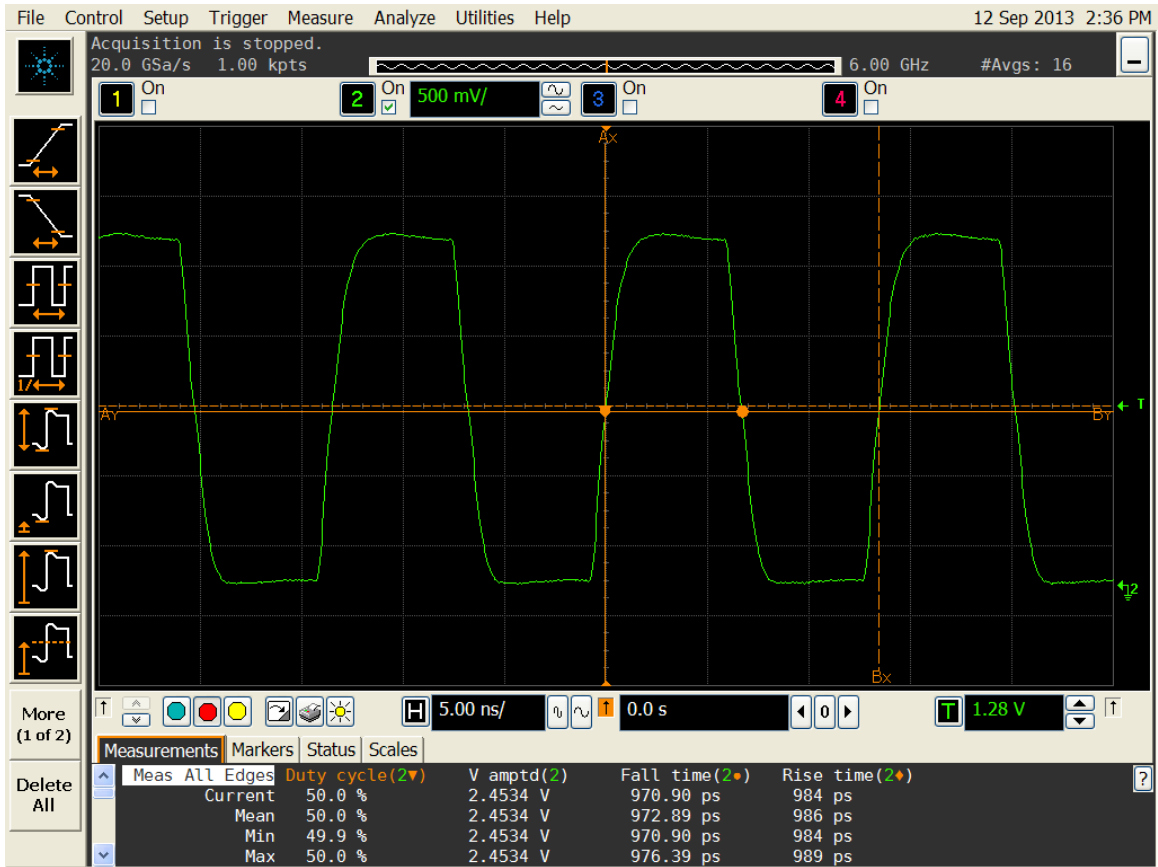 File Control Setup Trigger Measure Analyze Utilities Help 12 Sep 2013 2:36 PM
Acquisition is stopped.
20.0 GSa/s 1.00 kpts 6.00 GHz #Avgs: 16
1 On 2 On 500 mV/ 3 On 4 On
Ax
1/
AY BY T
2
Bx
More
(1 of 2)
Delete
All
H 5.00 ns/ 0.0 s 0 T 1.28 V
Measurements Markers Status Scales
Meas All Edges Duty cycle(2▼) V amptd(2) Fall time(2●) Rise time(2♦) ?
Current 50.0 % 2.4534 V 970.90 ps 984 ps
Mean 50.0 % 2.4534 V 972.89 ps 986 ps
Min 49.9 % 2.4534 V 970.90 ps 984 ps
Max 50.0 % 2.4534 V 976.39 ps 989 ps